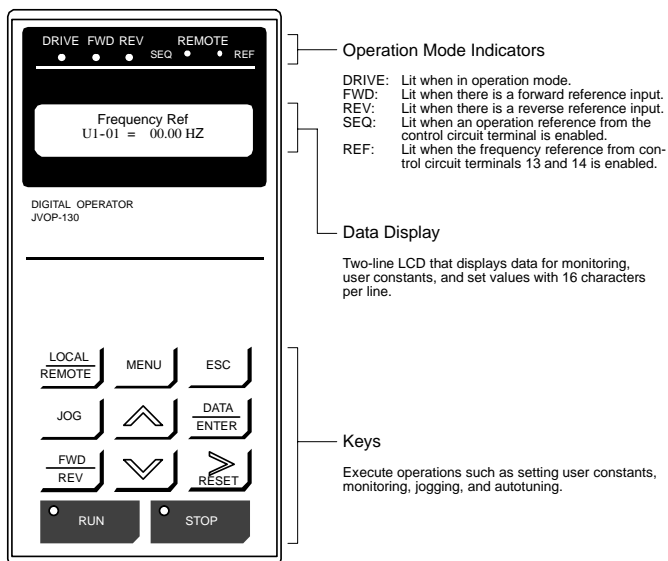 DRIVE FWD REV REMOTE
SEQ REF
Frequency Ref
U1-01 = 00.00 HZ
DIGITAL OPERATOR
JVOP-130
LOCAL
REMOTE
MENU
ESC
JOG
DATA
ENTER
FWD
REV
RESET
RUN
STOP
Operation Mode Indicators
DRIVE: Lit when in operation mode.
FWD: Lit when there is a forward reference input.
REV: Lit when there is a reverse reference input.
SEQ: Lit when an operation reference from the
control circuit terminal is enabled.
REF: Lit when the frequency reference from con-
trol circuit terminals 13 and 14 is enabled.
Data Display
Two-line LCD that displays data for monitoring,
user constants, and set values with 16 characters
per line.
Keys
Execute operations such as setting user constants,
monitoring, jogging, and autotuning.